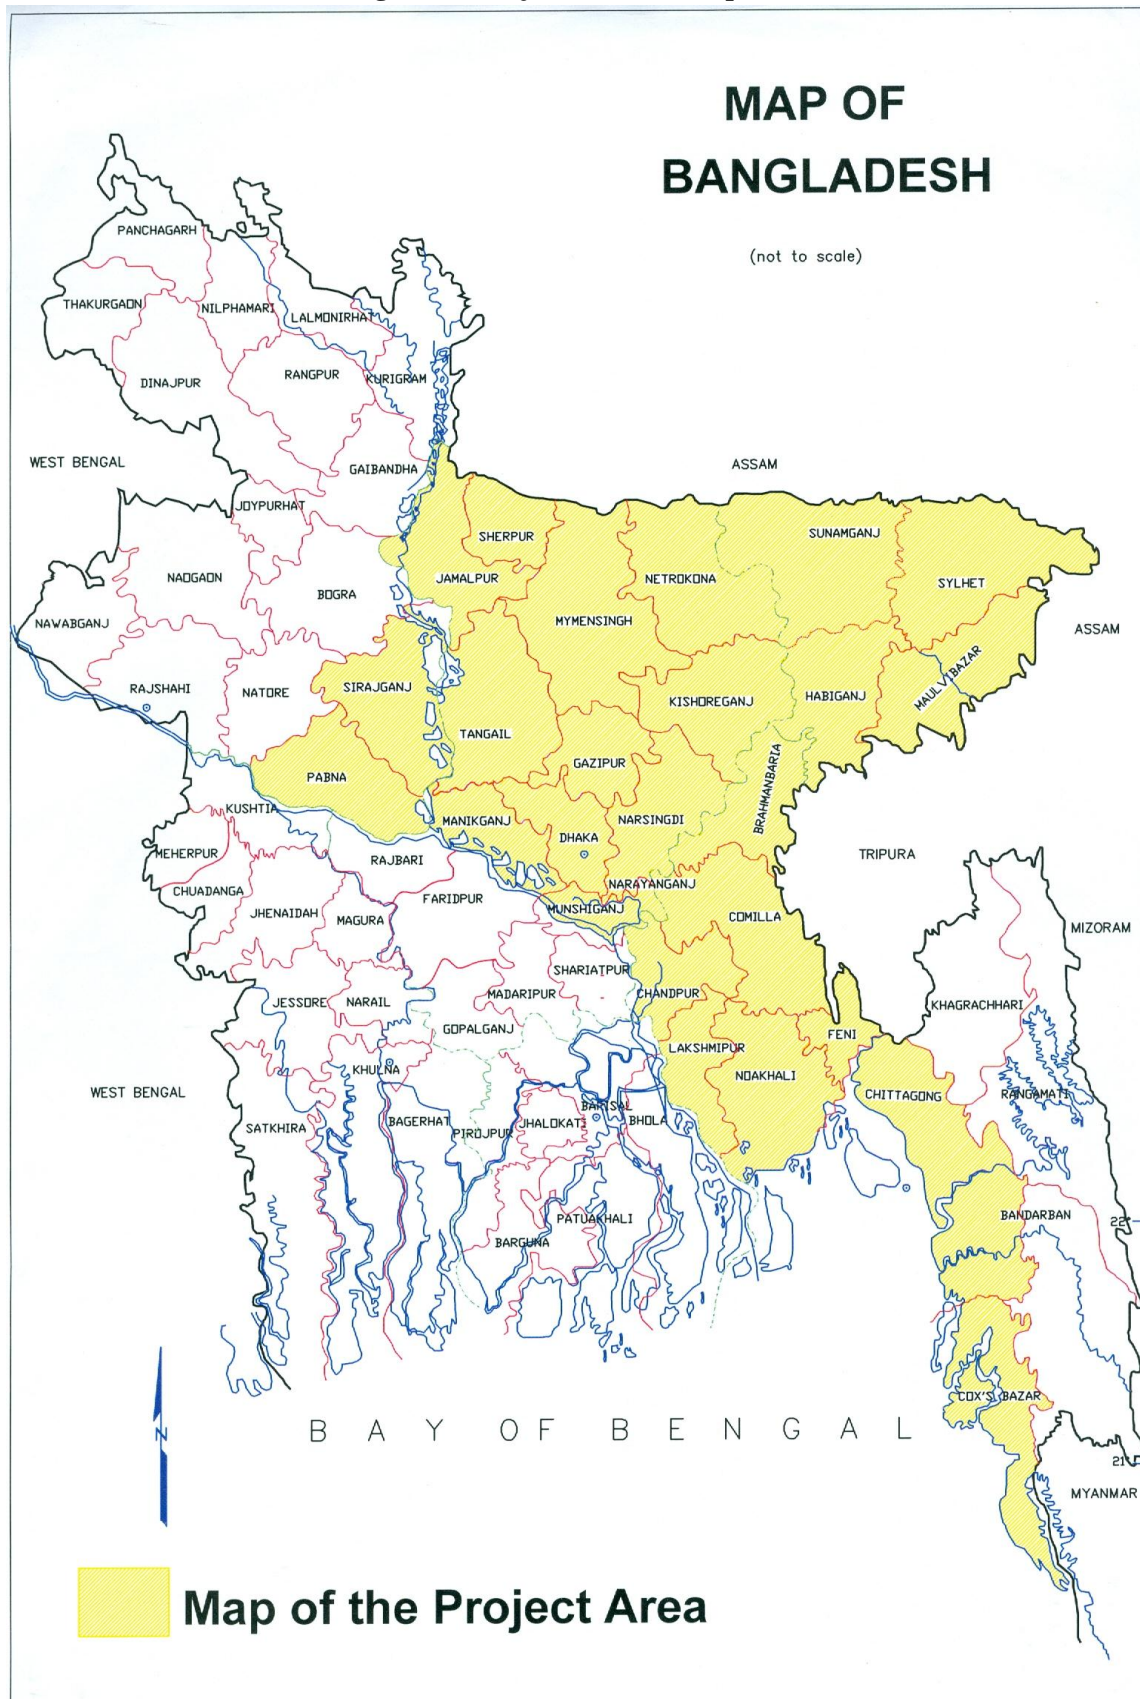 MAP OF
BANGLADESH
(not to scale)
PANCHAGARH
THAKURGAON
NILPHAMARI
LALMONIRHAT
DINAJPUR
RANGPUR
KURIGRAM
WEST BENGAL
GAIBANDHA
ASSAM
JOYPURHAT
SHERPUR
SUNAMGANJ
NAOGAON
BOGRA
JAMALPUR
NETROKONA
SYLHET
NAWABGANJ
MYMENSINGH
ASSAM
RAJSHAHI
NATORE
SIRAJGANJ
KISHOREGANJ
HABIGANJ
MAULVIBAZAR
TANGAIL
GAZIPUR
PABNA
BRAHMANBARIA
KUSHTIA
MANIKGANJ
NARSINGDI
DHAKA
MEHERPUR
RAJBARI
TRIPURA
CHUADANGA
FARIDPUR
NARAYANGANJ
JHENAIDAH
MAGURA
MUNSHIGANJ
COMILLA
MIZORAM
SHARIATPUR
JESSORE
NARAIL
MADARIPUR
CHANDPUR
KHAGRACHHARI
GOPALGANJ
LAKSHMIPUR
FENI
KHULNA
NOAKHALI
WEST BENGAL
CHITTAGONG
RANGAMATI
SATKHIRA
BAGERHAT
PIROJPUR
JHALOKATI
BARISAL
BHOLA
PATUAKHALI
BANDARBAN
22°
BARGUNA
COX'S BAZAR
BAY OF BENGAL
N
21°
MYANMAR
Map of the Project Area